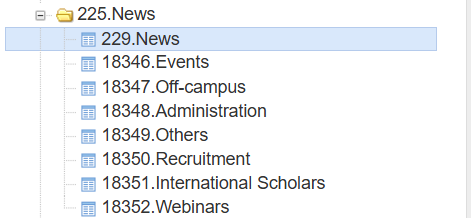 225.News
229.News
18346.Events
18347.Off-campus
18348.Administration
18349.Others
18350.Recruitment
18351.International Scholars
18352.Webinars